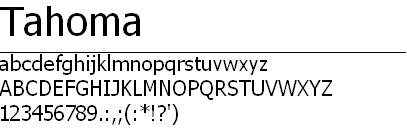 Tahoma
abcdefghijklmnopqrstuvwxyz
ABCDEFGHIJKLMNOPQRSTUVWXYZ
123456789.:,;(:*!?')